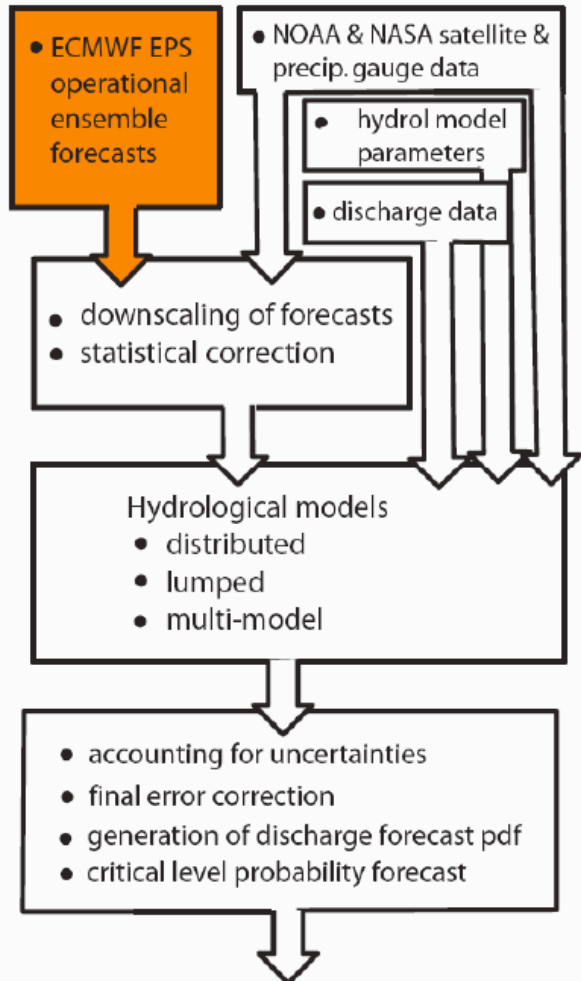 • ECMWF EPS
operational
ensemble
forecasts
• NOAA & NASA satellite &
precip. gauge data
• hydrol model
parameters
• discharge data
• downscaling of forecasts
• statistical correction
Hydrological models
• distributed
• lumped
• multi-model
• accounting for uncertainties
• final error correction
• generation of discharge forecast pdf
• critical level probability forecast